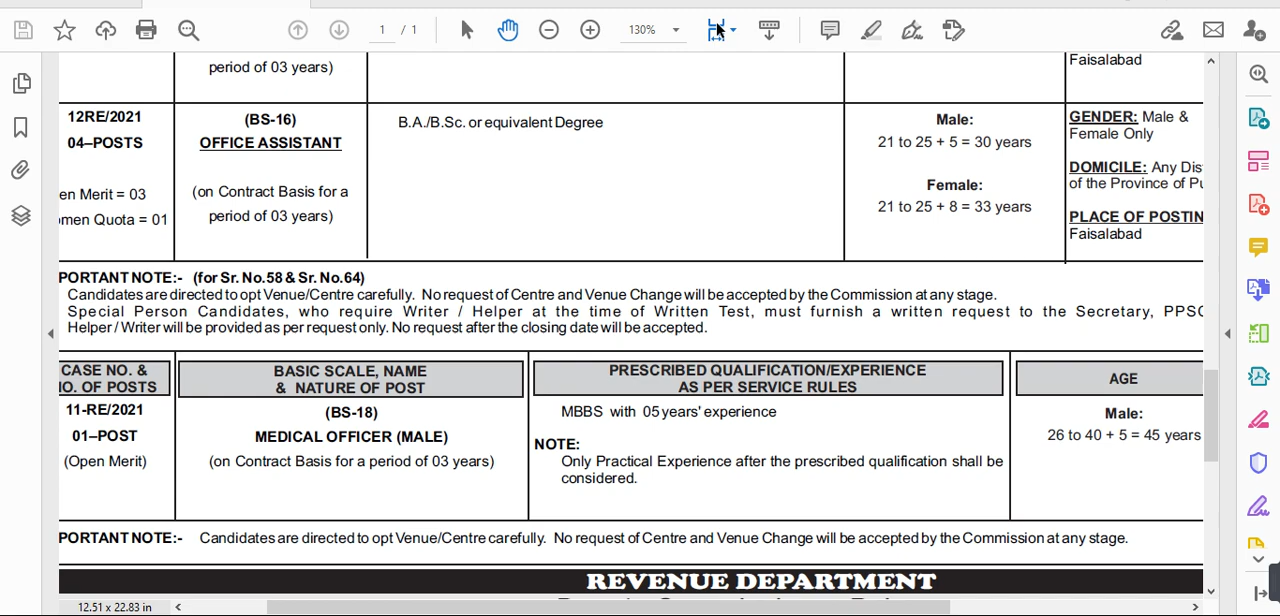 1 / 1
130%
period of 03 years)
Faisalabad
12RE/2021
04–POSTS
en Merit = 03
men Quota = 01
(BS-16)
OFFICE ASSISTANT
(on Contract Basis for a
period of 03 years)
B.A./B.Sc. or equivalent Degree
Male:
21 to 25 + 5 = 30 years
Female:
21 to 25 + 8 = 33 years
GENDER: Male &
Female Only
DOMICILE: Any Dis
of the Province of Pu
PLACE OF POSTIN
Faisalabad
PORTANT NOTE:- (for Sr. No.58 & Sr. No.64)
Candidates are directed to opt Venue/Centre carefully. No request of Centre and Venue Change will be accepted by the Commission at any stage.
Special Person Candidates, who require Writer / Helper at the time of Written Test, must furnish a written request to the Secretary, PPSC
Helper / Writer will be provided as per request only. No request after the closing date will be accepted.
CASE NO. &
NO. OF POSTS
BASIC SCALE, NAME
& NATURE OF POST
PRESCRIBED QUALIFICATION/EXPERIENCE
AS PER SERVICE RULES
AGE
11-RE/2021
01–POST
(Open Merit)
(BS-18)
MEDICAL OFFICER (MALE)
(on Contract Basis for a period of 03 years)
MBBS with 05 years' experience
NOTE:
Only Practical Experience after the prescribed qualification shall be
considered.
Male:
26 to 40 + 5 = 45 years
PORTANT NOTE:- Candidates are directed to opt Venue/Centre carefully. No request of Centre and Venue Change will be accepted by the Commission at any stage.
REVENUE DEPARTMENT
12.51 x 22.83 in